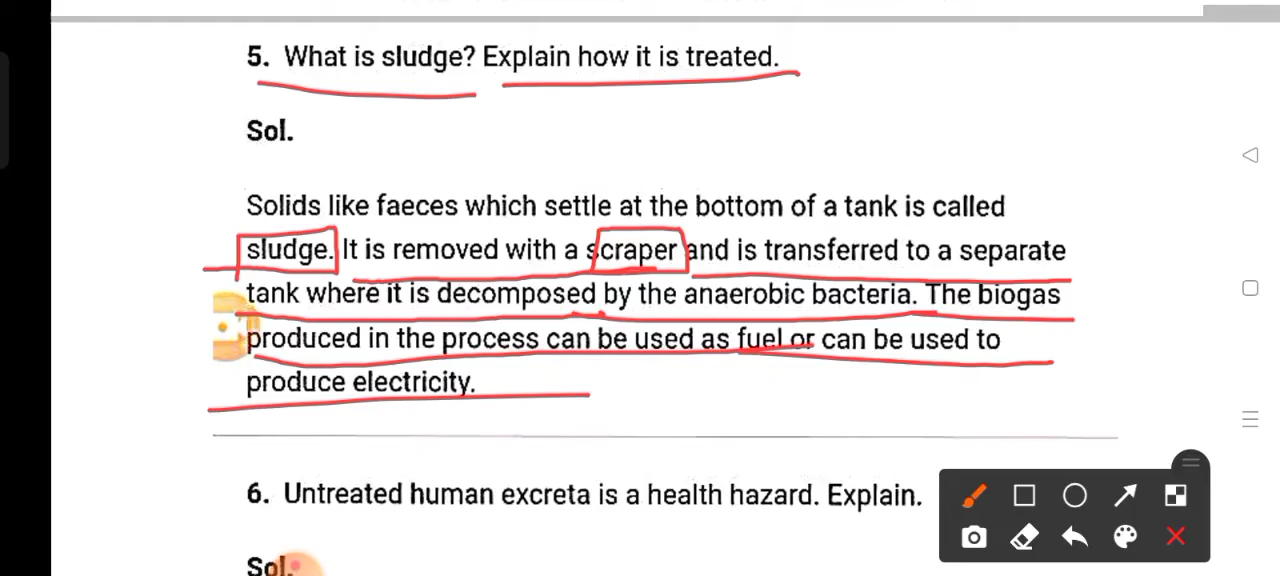 5. What is sludge? Explain how it is treated.
Sol.
Solids like faeces which settle at the bottom of a tank is called
sludge. It is removed with a scraper and is transferred to a separate
tank where it is decomposed by the anaerobic bacteria. The biogas
produced in the process can be used as fuel or can be used to
produce electricity.
6. Untreated human excreta is a health hazard. Explain.
Sol.